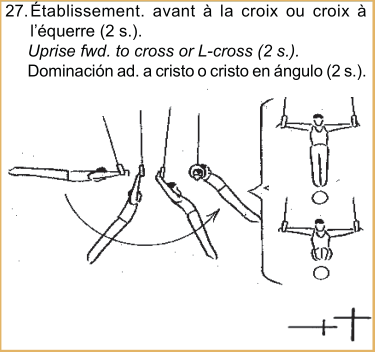 27. Établissement. avant à la croix ou croix à
l'équerre (2 s.).
Uprise fwd. to cross or L-cross (2 s.).
Dominación ad. a cristo o cristo en ángulo (2 s.).